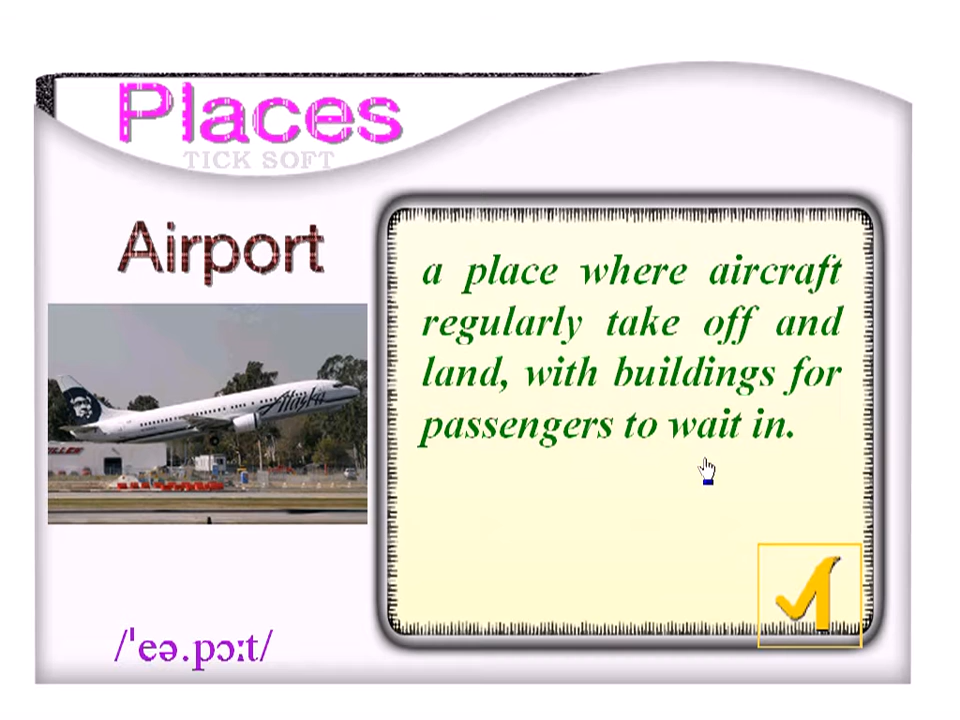 Places
TICK SOFT
Airport
a place where aircraft
regularly take off and
land, with buildings for
passengers to wait in.
Alaska
/ˈeə.pɔːt/